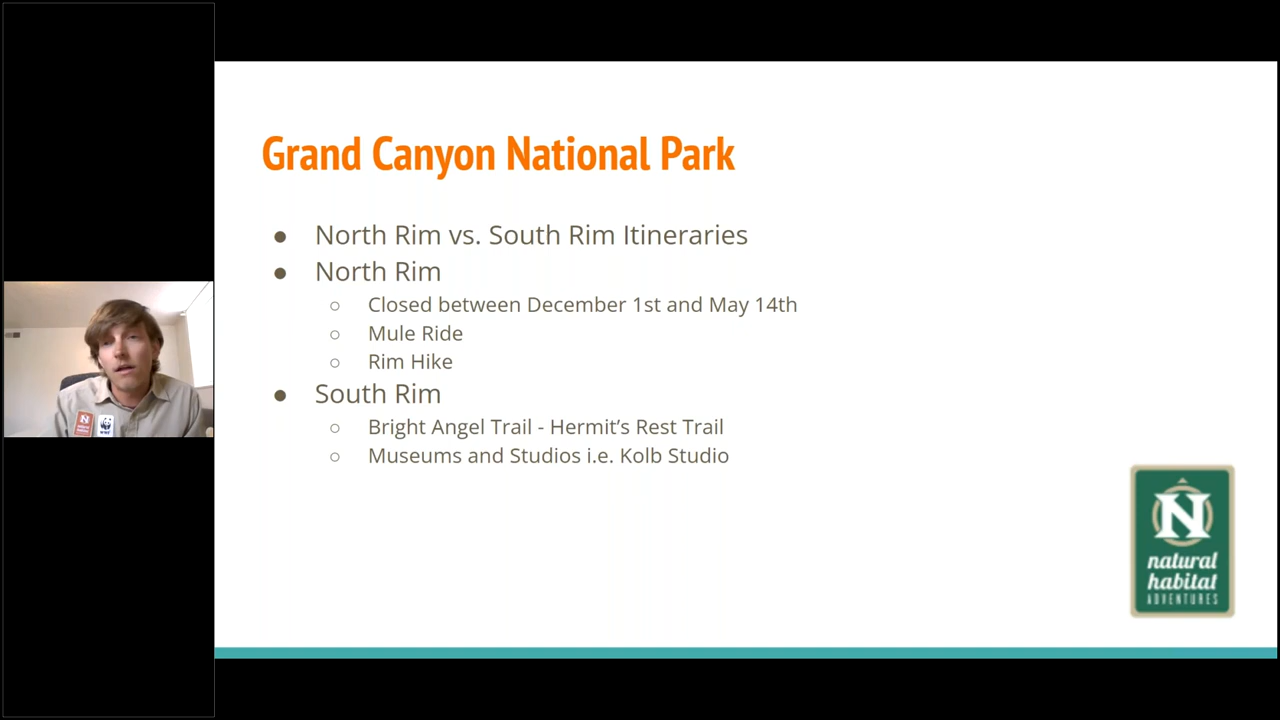 Grand Canyon National Park
● North Rim vs. South Rim Itineraries
● North Rim
○ Closed between December 1st and May 14th
○ Mule Ride
○ Rim Hike
● South Rim
○ Bright Angel Trail - Hermit's Rest Trail
○ Museums and Studios i.e. Kolb Studio
N
natural
habitat
ADVENTURES
N
WWF